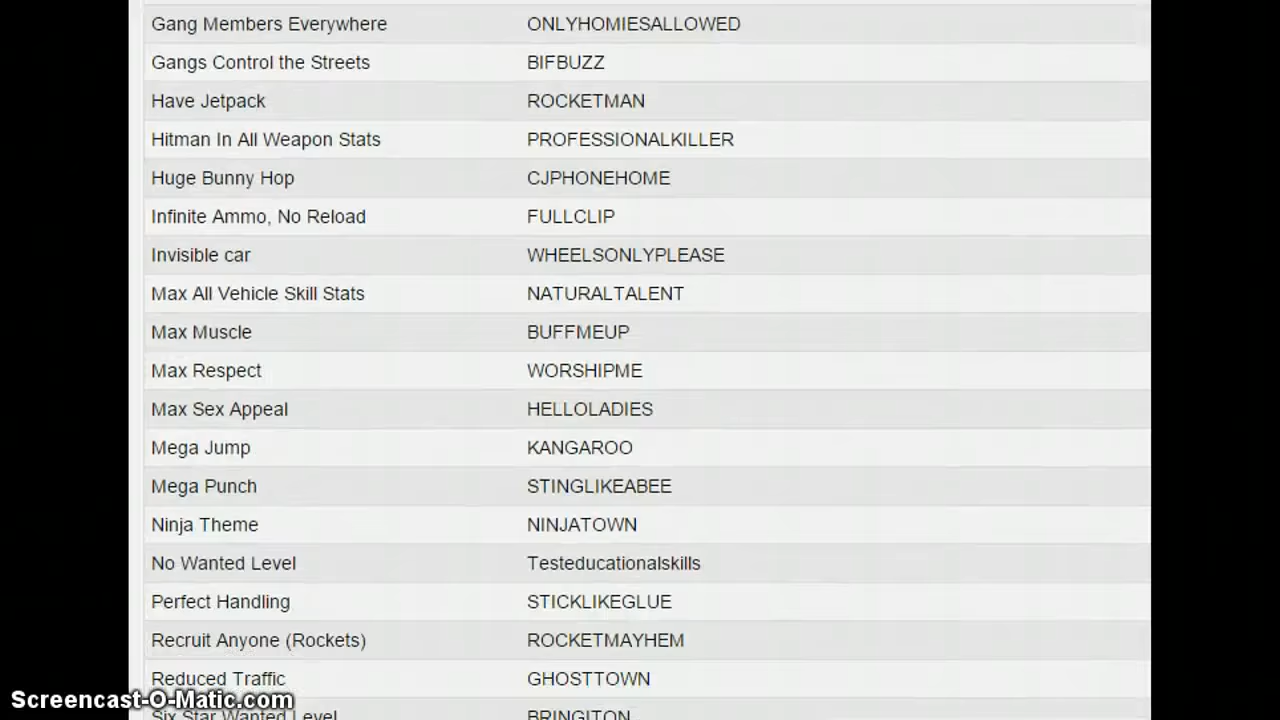 Gang Members Everywhere ONLYHOMIESALLOWED
Gangs Control the Streets BIFBUZZ
Have Jetpack ROCKETMAN
Hitman In All Weapon Stats PROFESSIONALKILLER
Huge Bunny Hop CJPHONEHOME
Infinite Ammo, No Reload FULLCLIP
Invisible car WHEELSONLYPLEASE
Max All Vehicle Skill Stats NATURALTALENT
Max Muscle BUFFMEUP
Max Respect WORSHIPME
Max Sex Appeal HELLOLADIES
Mega Jump KANGAROO
Mega Punch STINGLIKEABEE
Ninja Theme NINJATOWN
No Wanted Level Testeducationalskills
Perfect Handling STICKLIKEGLUE
Recruit Anyone (Rockets) ROCKETMAYHEM
Reduced Traffic GHOSTTOWN
Screencast-O-Matic.com
Six Star Wanted Level BRINGITON